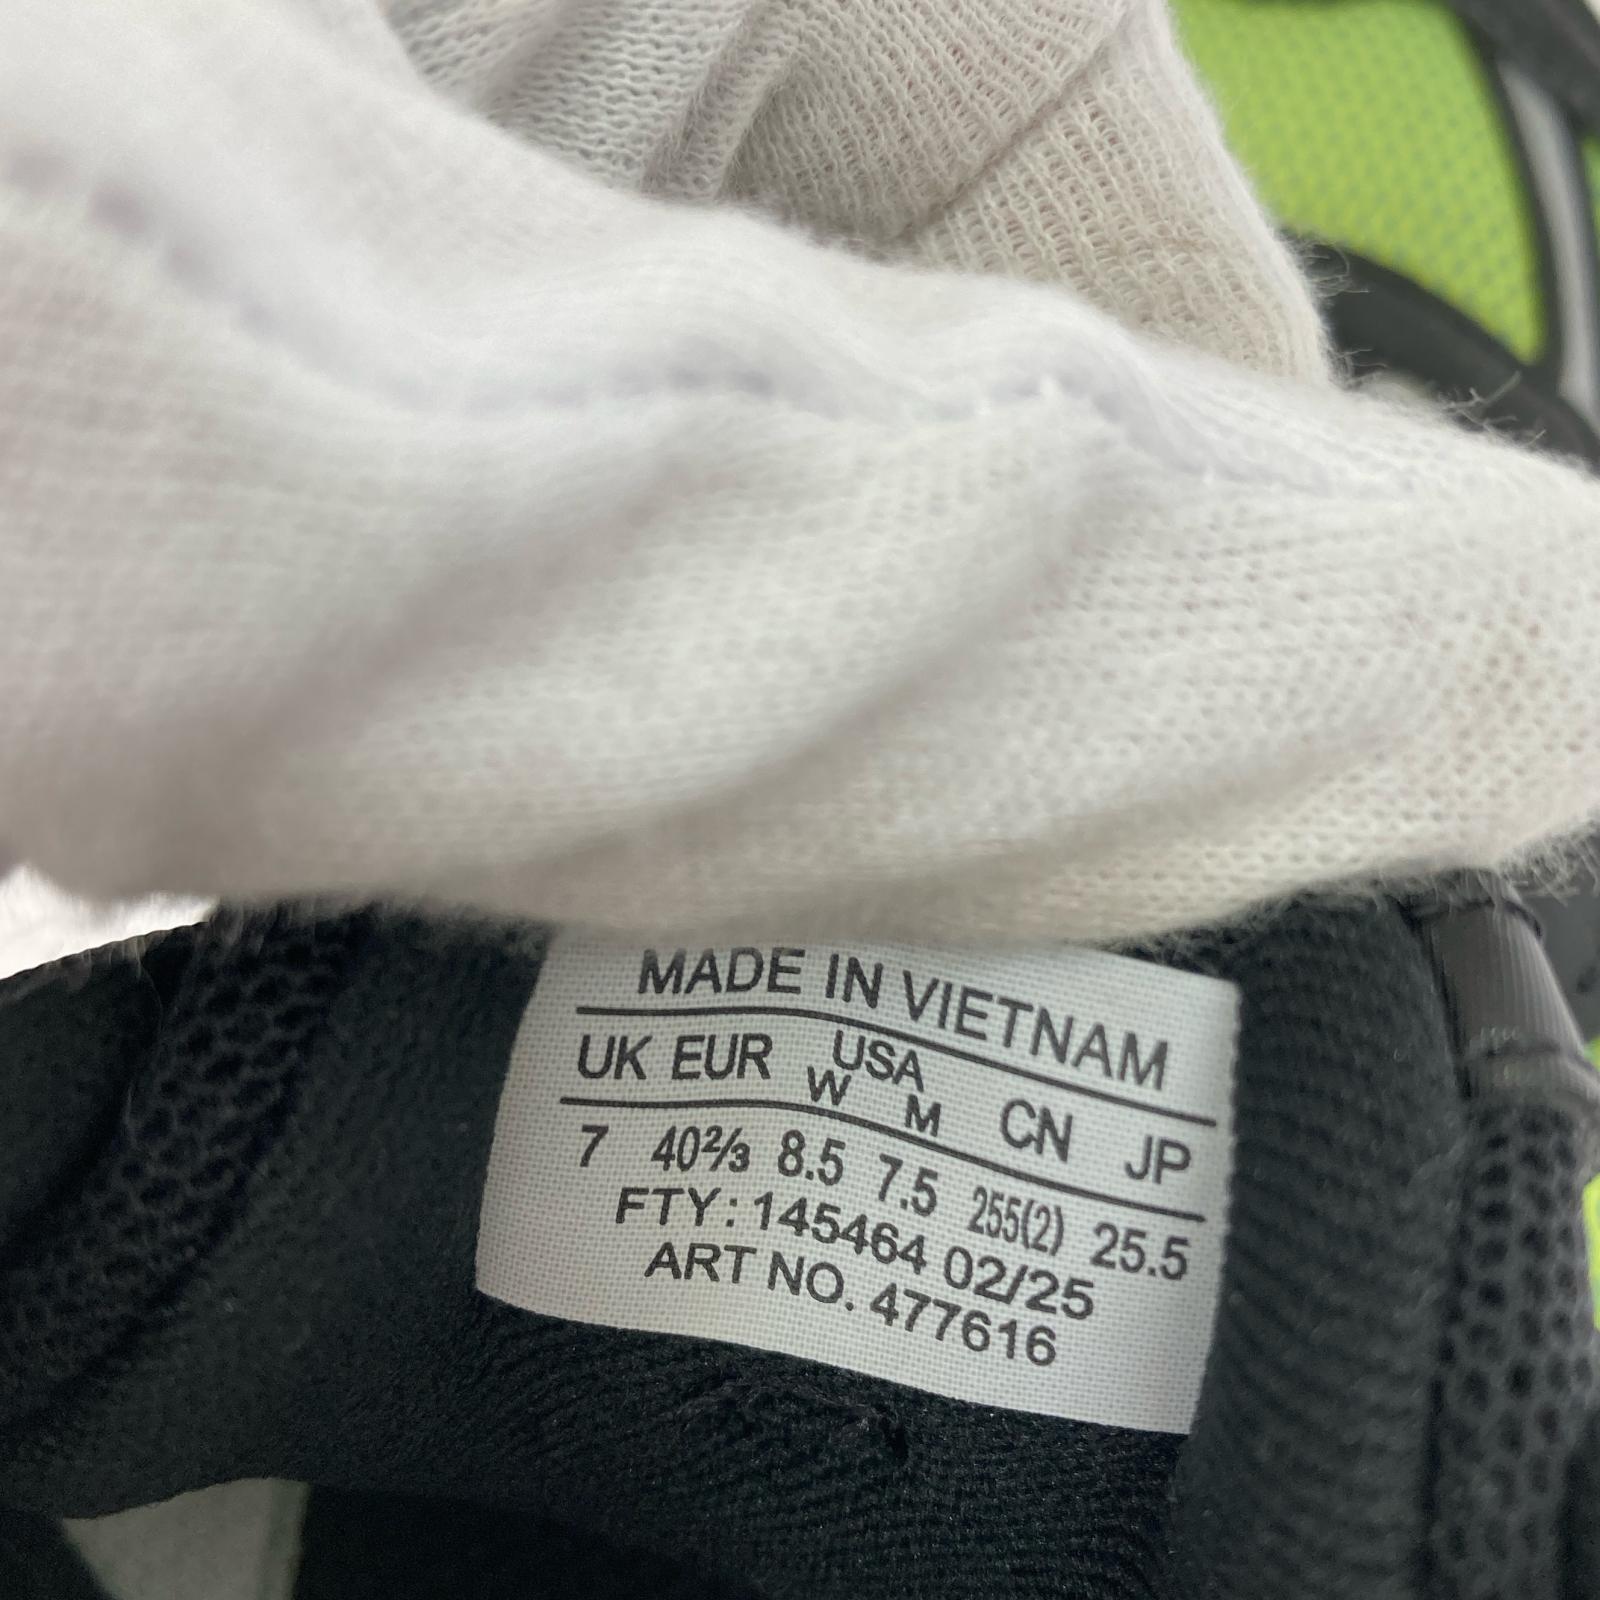 MADE IN VIETNAM
UK EUR USA CN JP
W M
7 40⅔ 8.5 7.5 255(2) 25.5
FTY: 145464 02/25
ART NO. 477616